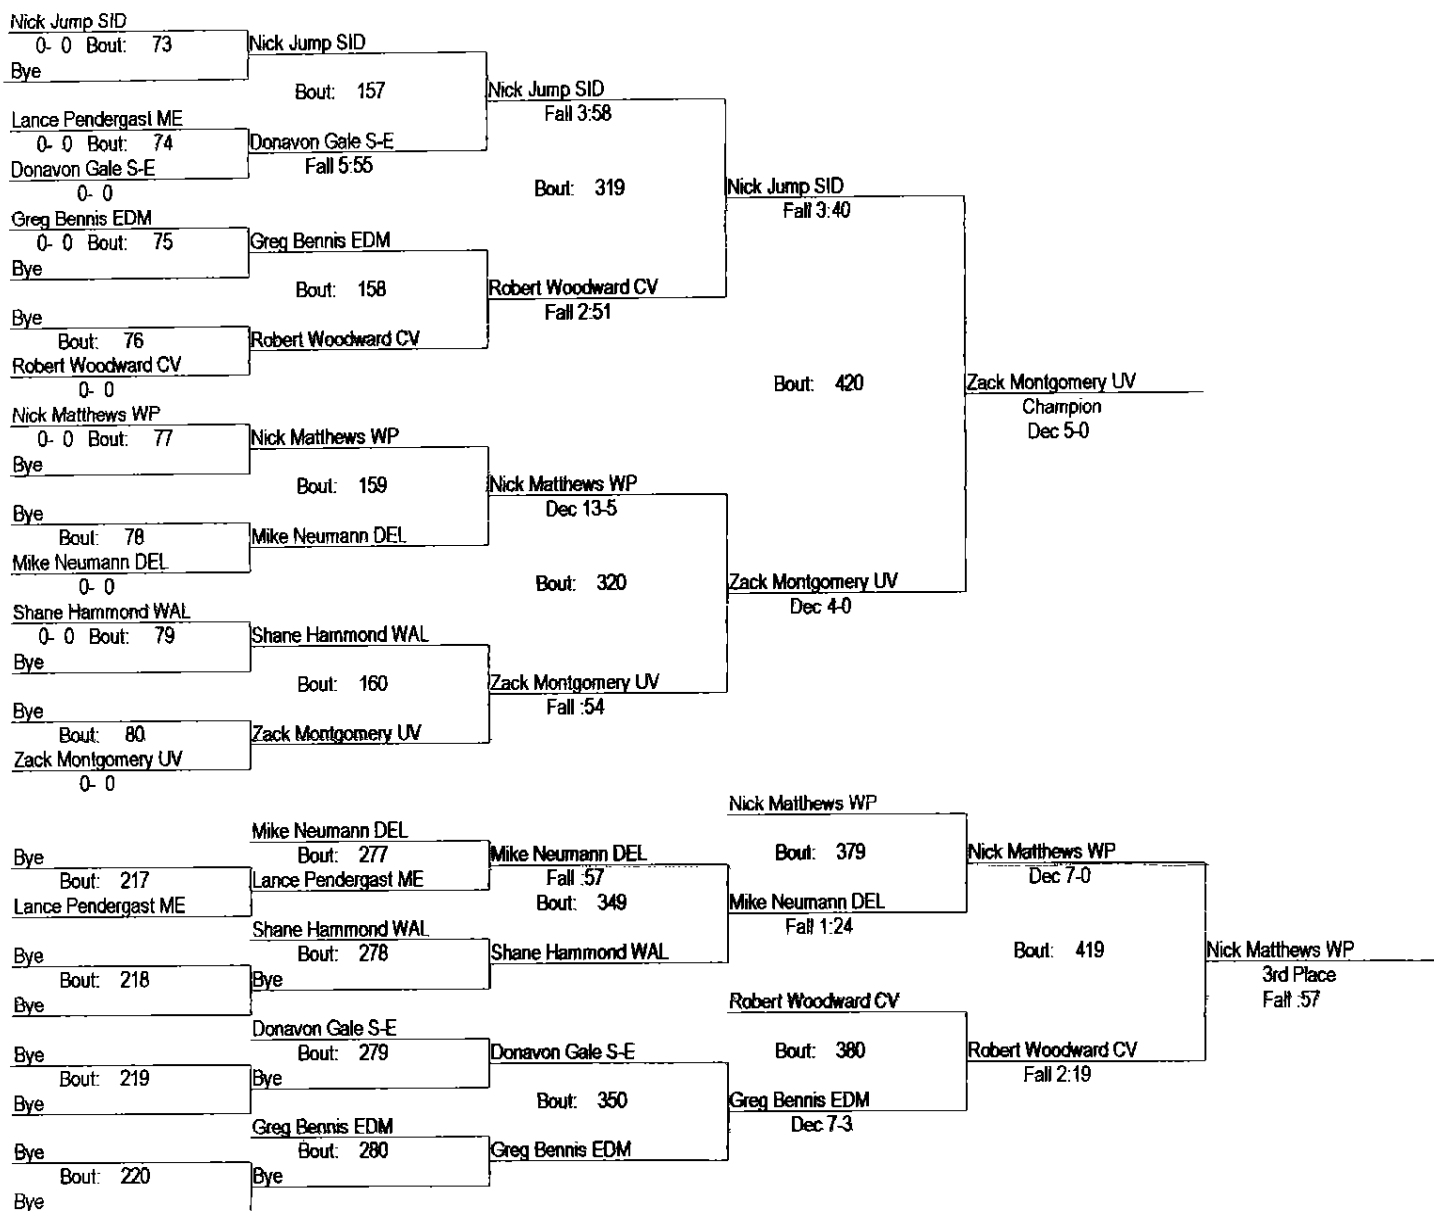 Nick Jump SID
0- 0 Bout: 73
Bye
Nick Jump SID
Bout: 157
Lance Pendergast ME
0- 0 Bout: 74
Donavon Gale S-E
0- 0
Donavon Gale S-E
Fall 5:55
Nick Jump SID
Fall 3:58
Bout: 319
Greg Bennis EDM
0- 0 Bout: 75
Bye
Greg Bennis EDM
Bout: 158
Bye
Bout: 76
Robert Woodward CV
0- 0
Robert Woodward CV
Robert Woodward CV
Fall 2:51
Nick Jump SID
Fall 3:40
Bout: 420
Nick Matthews WP
0- 0 Bout: 77
Bye
Nick Matthews WP
Bout: 159
Bye
Bout: 78
Mike Neumann DEL
0- 0
Mike Neumann DEL
Nick Matthews WP
Dec 13-5
Bout: 320
Shane Hammond WAL
0- 0 Bout: 79
Bye
Shane Hammond WAL
Bout: 160
Bye
Bout: 80
Zack Montgomery UV
0- 0
Zack Montgomery UV
Zack Montgomery UV
Fall :54
Zack Montgomery UV
Dec 4-0
Zack Montgomery UV
Champion
Dec 5-0
Bye
Bout: 217
Lance Pendergast ME
Mike Neumann DEL
Bout: 277
Lance Pendergast ME
Mike Neumann DEL
Fall :57
Bout: 349
Bye
Bout: 218
Bye
Shane Hammond WAL
Bout: 278
Bye
Shane Hammond WAL
Nick Matthews WP
Bout: 379
Mike Neumann DEL
Fall 1:24
Nick Matthews WP
Dec 7-0
Bout: 419
Bye
Bout: 219
Bye
Donavon Gale S-E
Bout: 279
Bye
Donavon Gale S-E
Bout: 350
Bye
Bout: 220
Bye
Greg Bennis EDM
Bout: 280
Bye
Greg Bennis EDM
Robert Woodward CV
Bout: 380
Greg Bennis EDM
Dec 7-3
Robert Woodward CV
Fall 2:19
Nick Matthews WP
3rd Place
Fall :57